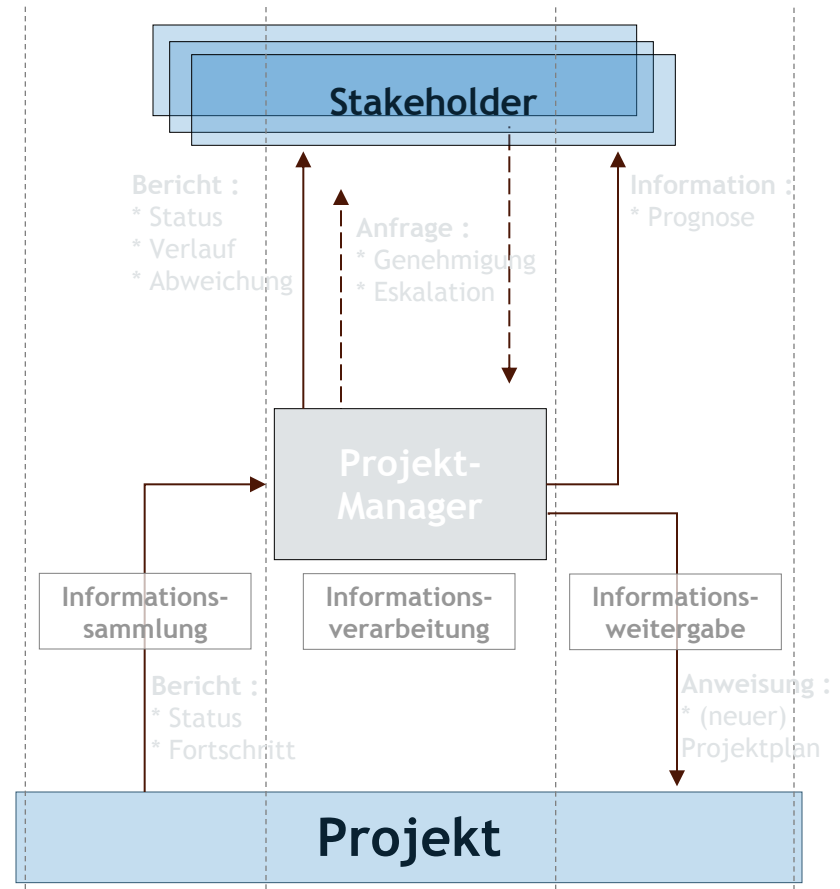 Stakeholder
Bericht :
* Status
* Verlauf
* Abweichung
Anfrage :
* Genehmigung
* Eskalation
Information :
* Prognose
Projekt-
Manager
Informations-
sammlung
Informations-
verarbeitung
Informations-
weitergabe
Bericht :
* Status
* Fortschritt
Anweisung :
* (neuer)
Projektplan
Projekt